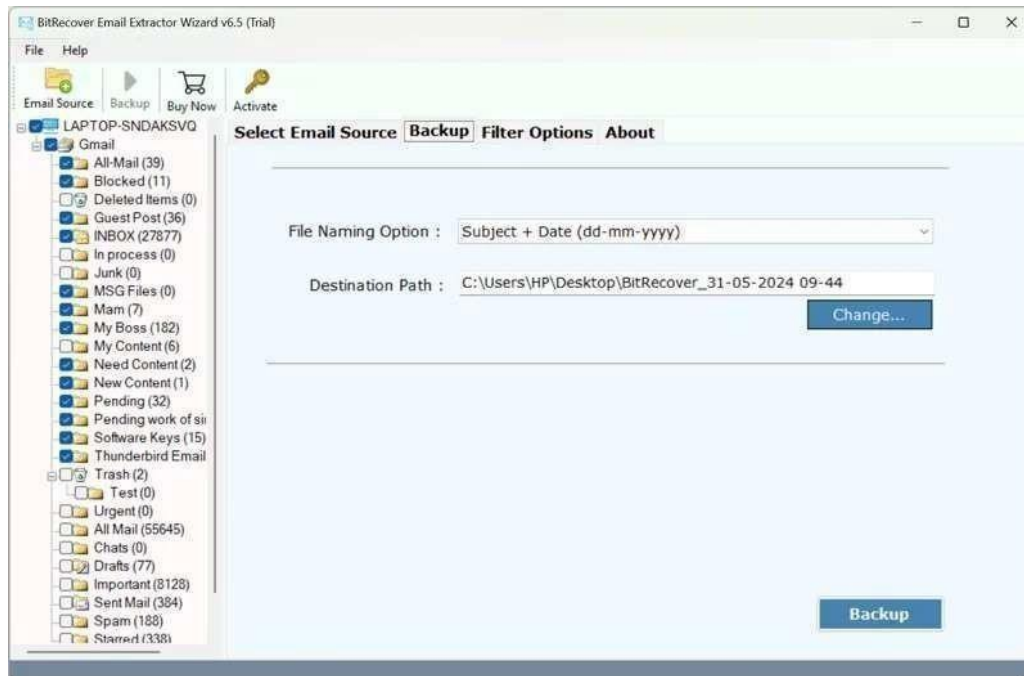 BitRecover Email Extractor Wizard v6.5 (Trial)
File Help
Email Source Backup Buy Now Activate
LAPTOP-SNDAKSVQ
Gmail
All-Mail (39)
Blocked (11)
Deleted Items (0)
Guest Post (36)
INBOX (27877)
In process (0)
Junk (0)
MSG Files (0)
Mam (7)
My Boss (182)
My Content (6)
Need Content (2)
New Content (1)
Pending (32)
Pending work of
Software Keys (15)
Thunderbird Email
Trash (2)
Test (0)
Urgent (0)
All Mail (55645)
Chats (0)
Drafts (77)
Important (8128)
Sent Mail (384)
Spam (188)
Starred (338)
Select Email Source Backup Filter Options About
File Naming Option : Subject + Date (dd-mm-yyyy)
Destination Path : C:\Users\HP\Desktop\BitRecover_31-05-2024 09-44
Change...
Backup